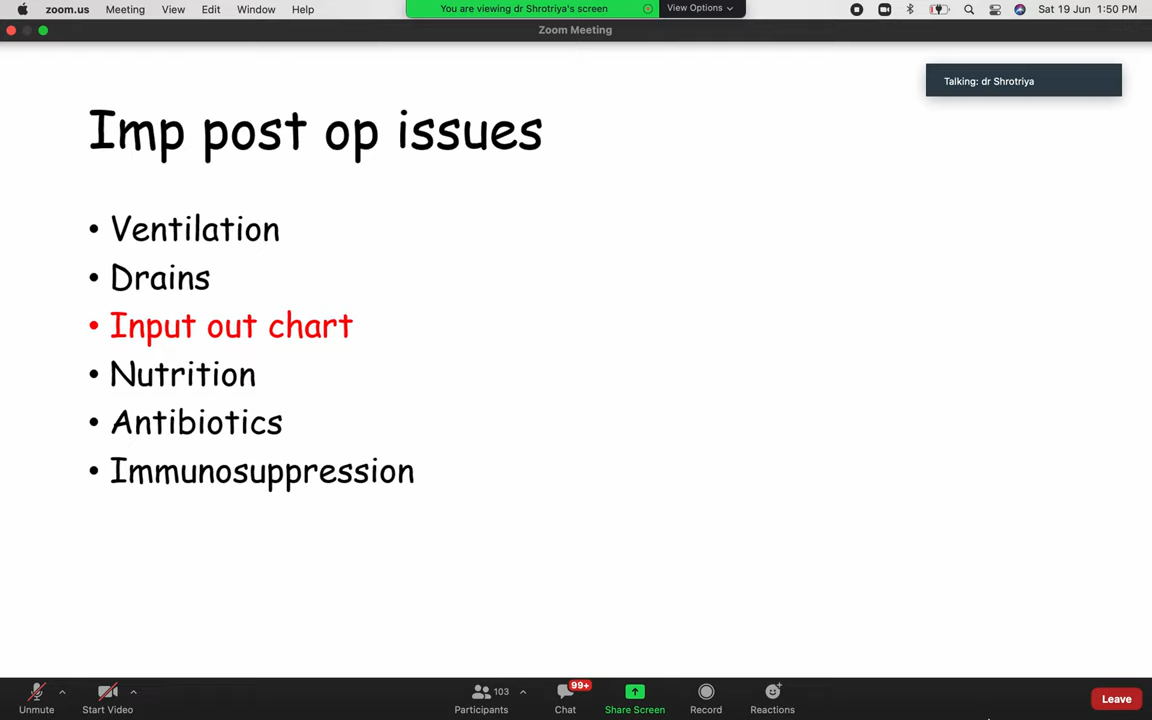 zoom.us Meeting View Edit Window Help
You are viewing dr Shrotriya's screen
View Options
Sat 19 Jun 1:50 PM
Zoom Meeting
Talking: dr Shrotriya
Imp post op issues
• Ventilation
• Drains
• Input out chart
• Nutrition
• Antibiotics
• Immunosuppression
Unmute
Start Video
103
Participants
99+
Chat
Share Screen
Record
Reactions
Leave